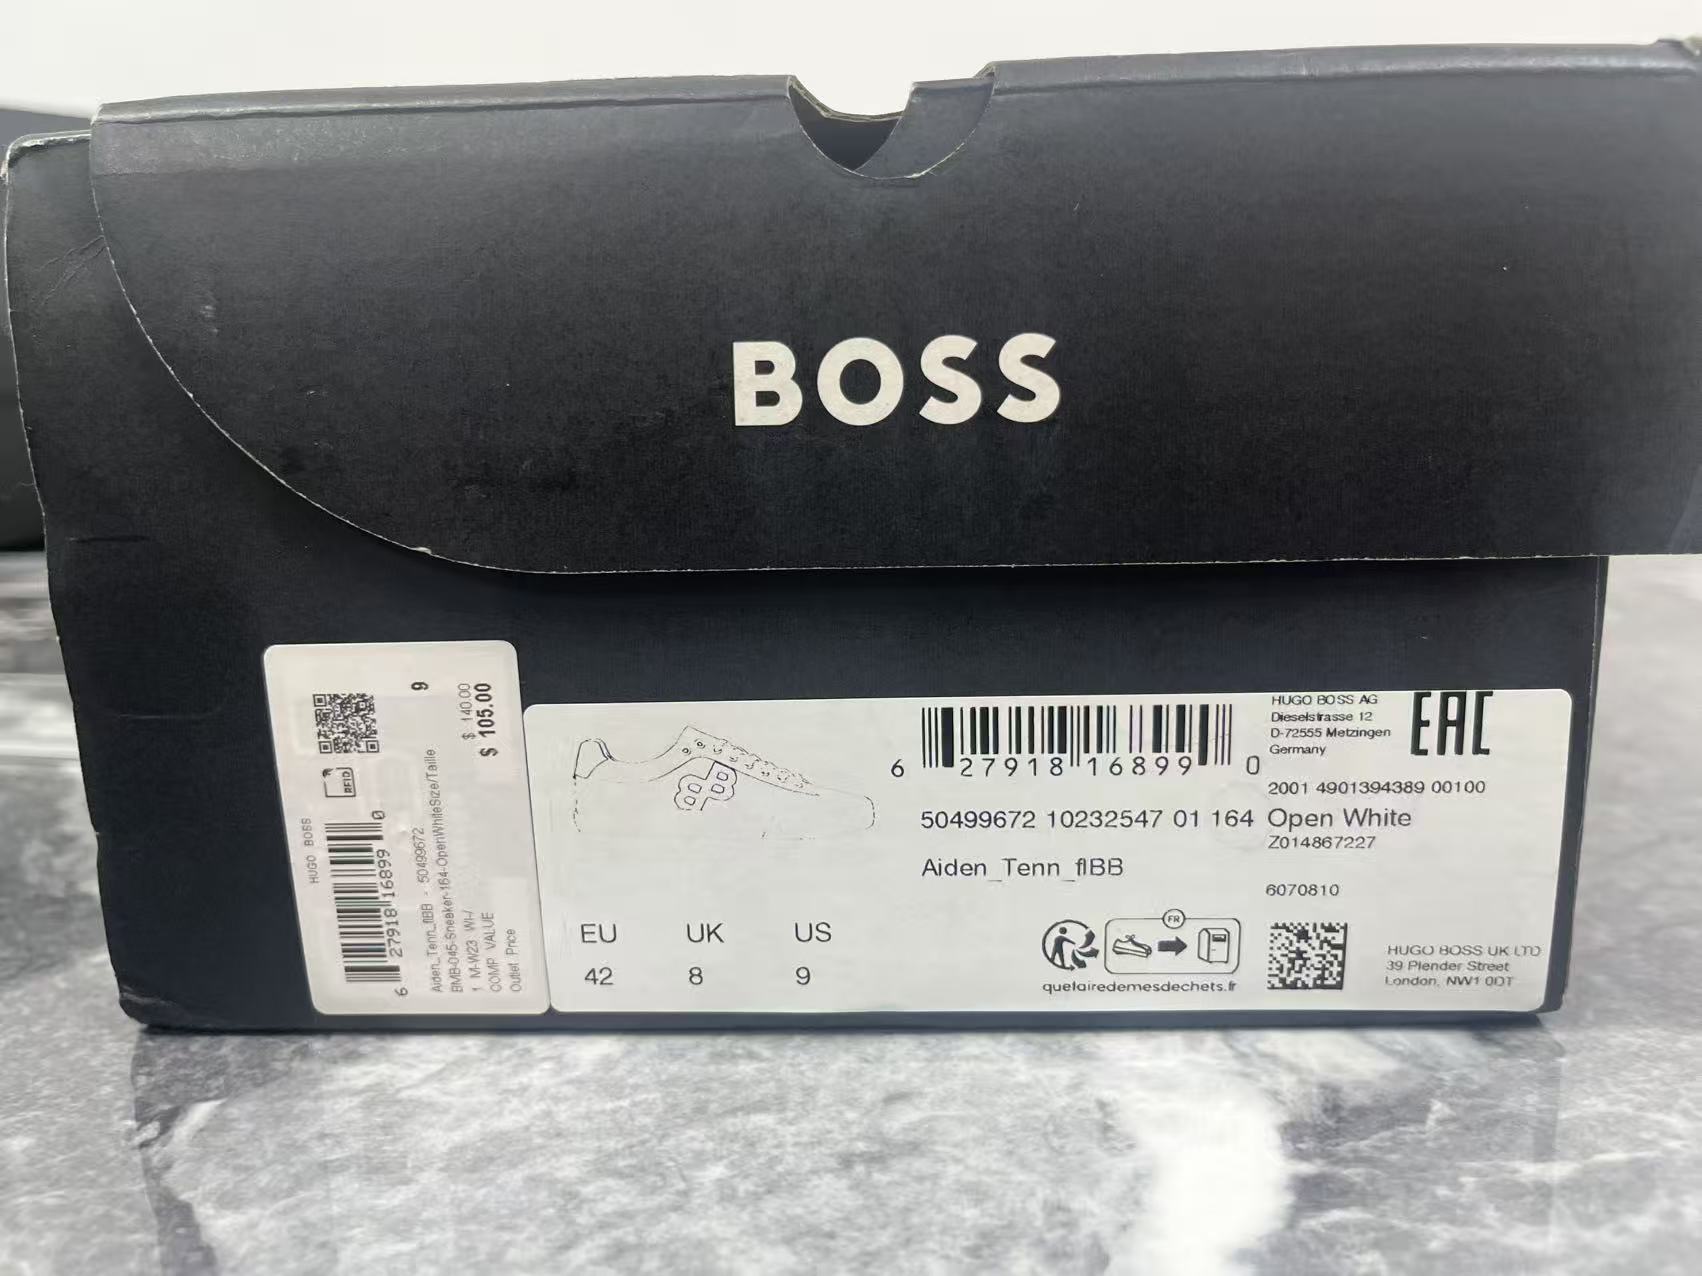 BOSS
9
$ 140.00
$ 105.00
RFID
HUGO BOSS
6 27918 16899 0
Aiden_Tenn_flBB - 50499672
BMB-045-Sneaker-164-OpenWhiteSize/Taille
1 M-W23 WH/
COMP VALUE
Outlet Price
6 27918 16899 0
HUGO BOSS AG
Dieselstrasse 12
D-72555 Metzingen
Germany
EAC
2001 4901394389 00100
50499672 10232547 01 164 Open White
Z014867227
Aiden_Tenn_flBB
6070810
EU UK US
42 8 9
FR
quefairedemesdechets.fr
HUGO BOSS UK LTD
39 Plender Street
London, NW1 0DT